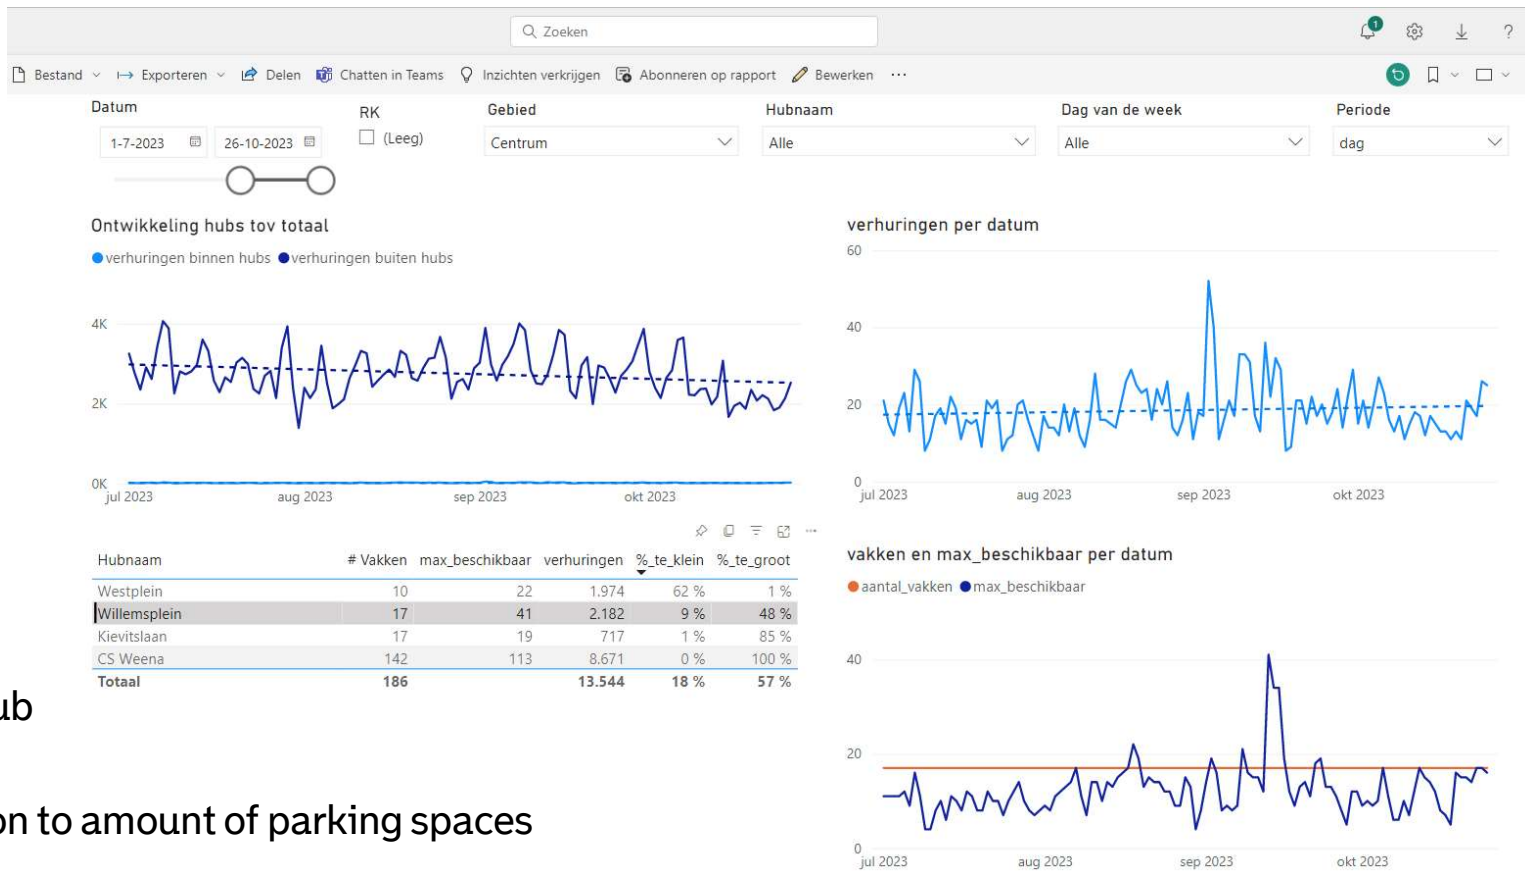 Zoeken
1
?
Bestand Exporteren Delen Chatten in Teams Inzichten verkrijgen Abonneren op rapport Bewerken ...
Datum RK Gebied Hubnaam Dag van de week Periode
1-7-2023 26-10-2023 (Leeg) Centrum Alle Alle dag
Ontwikkeling hubs tov totaal
verhuringen binnen hubs verhuringen buiten hubs
4K
2K
0K
jul 2023 aug 2023 sep 2023 okt 2023
verhuringen per datum
60
40
20
0
jul 2023 aug 2023 sep 2023 okt 2023
Hubnaam # Vakken max_beschikbaar verhuringen %_te_klein %_te_groot
Westplein 10 22 1.974 62 % 1 %
Willemsplein 17 41 2.182 9 % 48 %
Kievitslaan 17 19 717 1 % 85 %
CS Weena 142 113 8.671 0 % 100 %
Totaal 186 13.544 18 % 57 %
vakken en max_beschikbaar per datum
aantal_vakken max_beschikbaar
40
20
0
jul 2023 aug 2023 sep 2023 okt 2023
ub
on to amount of parking spaces